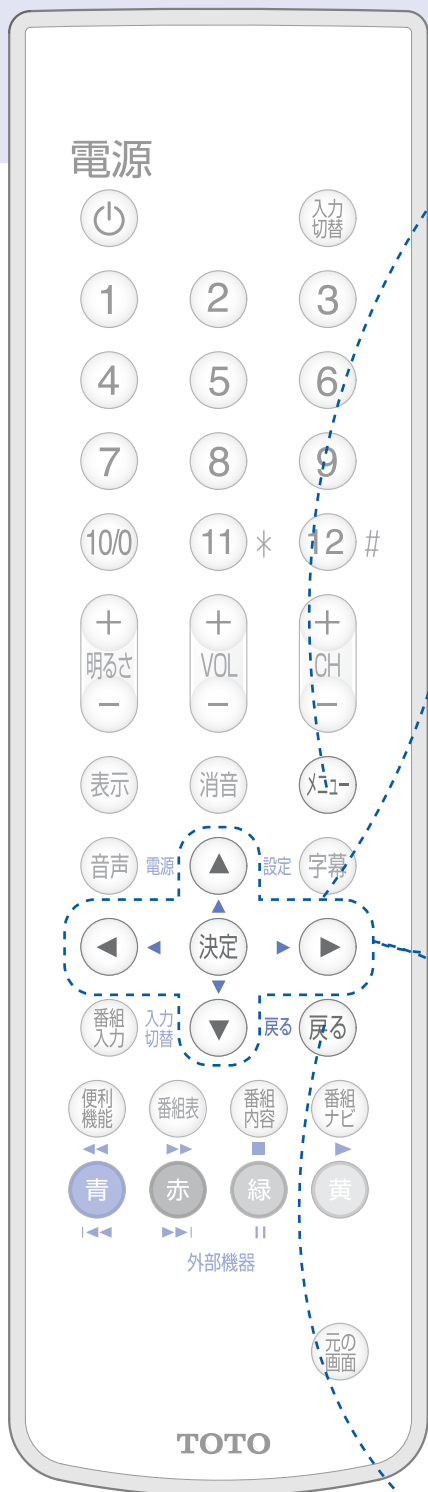 電源
入力
切替
1 2 3
4 5 6
7 8 9
10/0 11 * 12 #
+ + +
明るさ VOL CH
- - -
表示 消音 メニュー
音声 電源 ▲ 設定 字幕
▲
◀ ◀ 決定 ▶ ▶
▼
番組
入力
入力
切替
▼ 戻る 戻る
便利
機能
番組表
番組
内容
番組
ナビ
◀◀ ▶▶ ■ ▶
青 赤 緑 黄
I◀◀ ▶▶I II
外部機器
元の
画面
TOTO